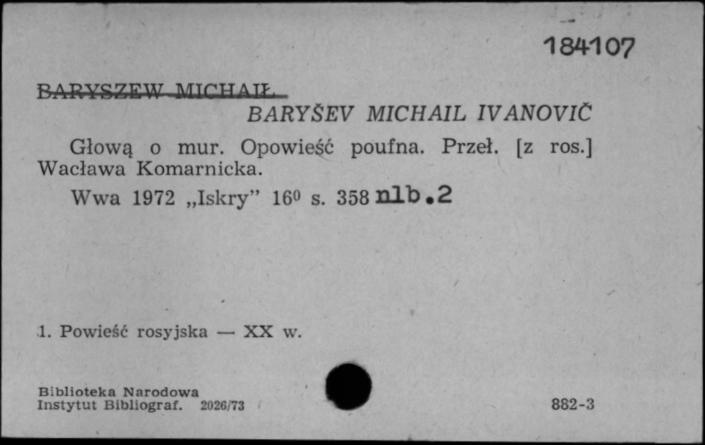 184107
BARYSZEW MICHAIŁ
BARYŠEV MICHAIL IVANOVIČ
Głową o mur. Opowieść poufna. Przeł. [z ros.]
Wacława Komarnicka.
Wwa 1972 „Iskry” 16⁰ s. 358 nlb.2
1. Powieść rosyjska — XX w.
Biblioteka Narodowa
Instytut Bibliograf. 2026/73
882-3